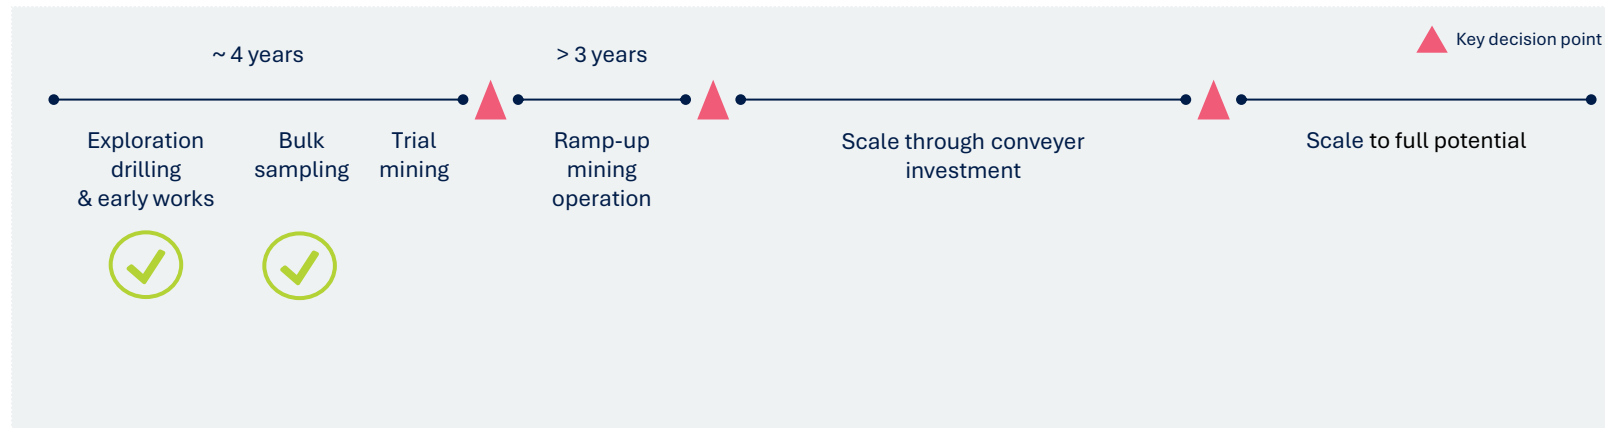 Key decision point
~ 4 years
> 3 years
Exploration
drilling
& early works
Bulk
sampling
Trial
mining
Ramp-up
mining
operation
Scale through conveyer
investment
Scale to full potential